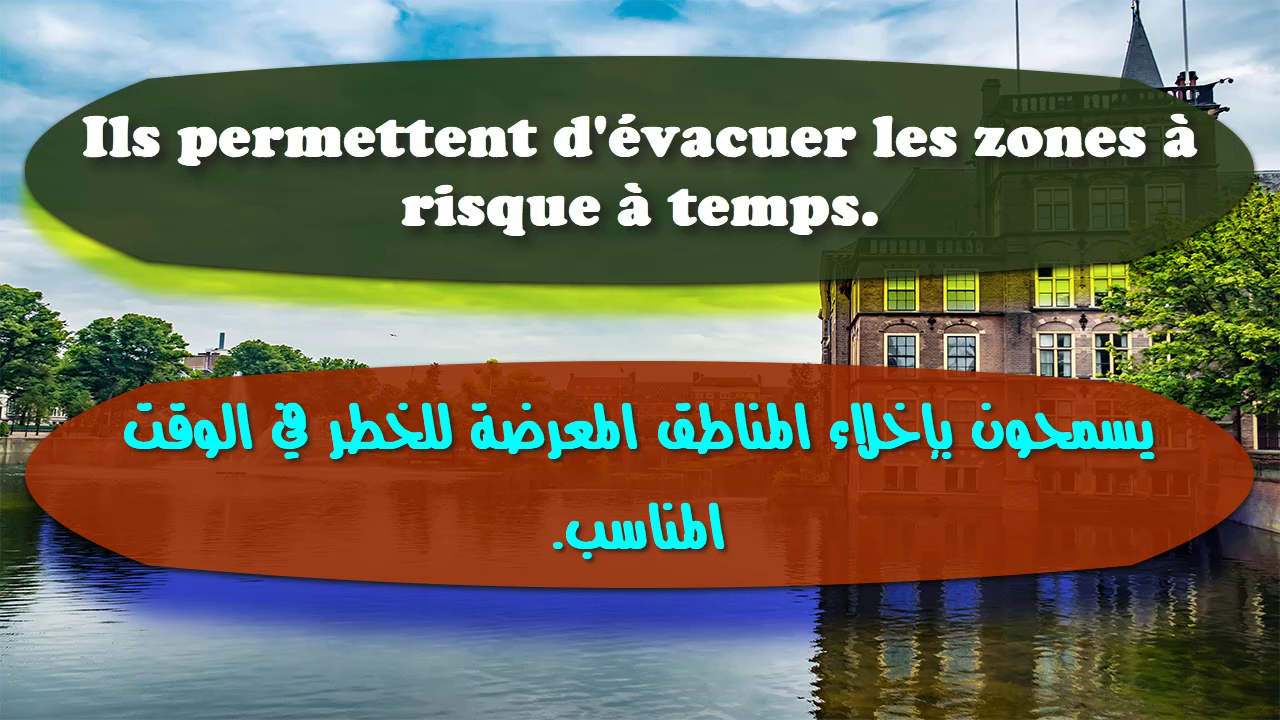 Ils permettent d'évacuer les zones à
risque à temps.
يسمحون بإخلاء المناطق المعرضة للخطر في الوقت
المناسب.